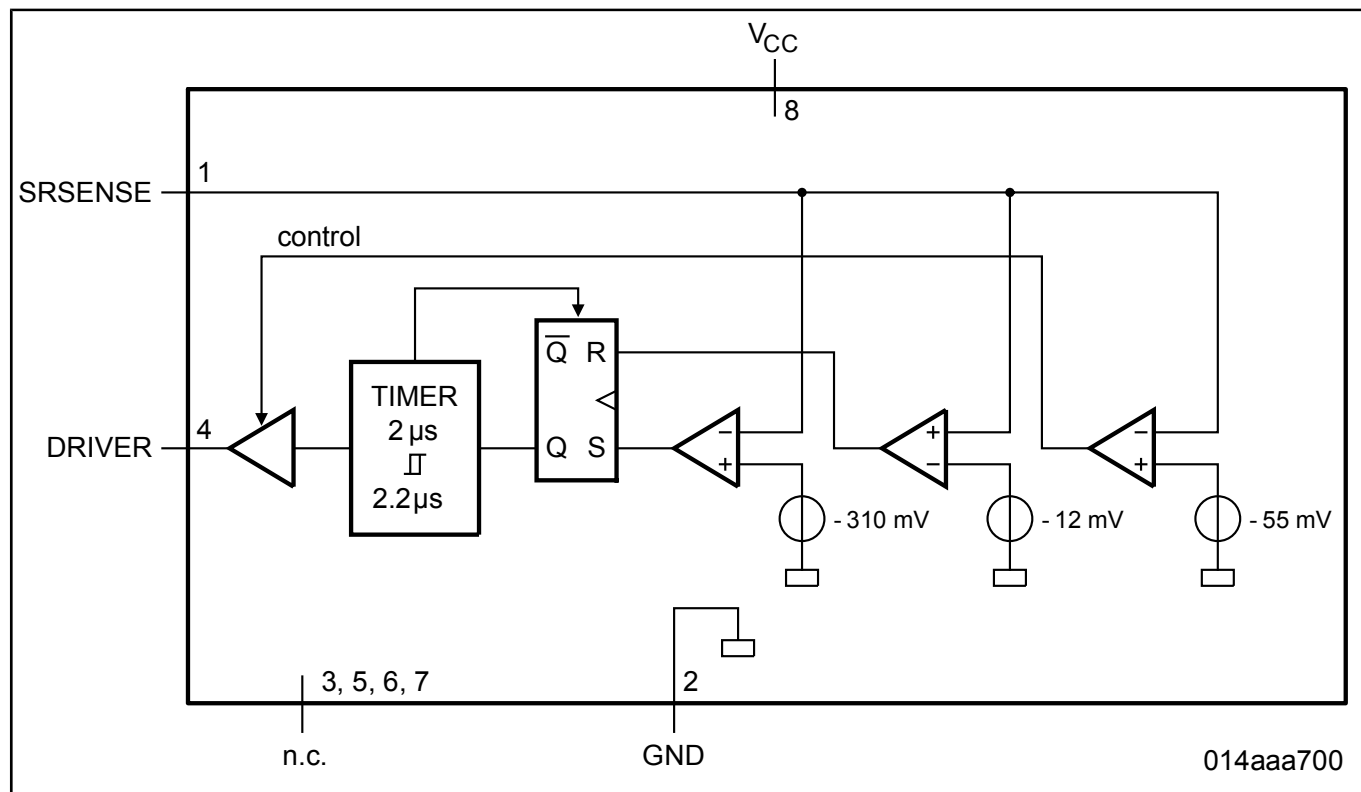 VCC
8
1
SRSENSE
control
Q R
TIMER
2 µs
2.2µs
4
DRIVER
Q S
−
+
+
−
−
+
- 310 mV
- 12 mV
- 55 mV
3, 5, 6, 7
2
n.c.
GND
014aaa700